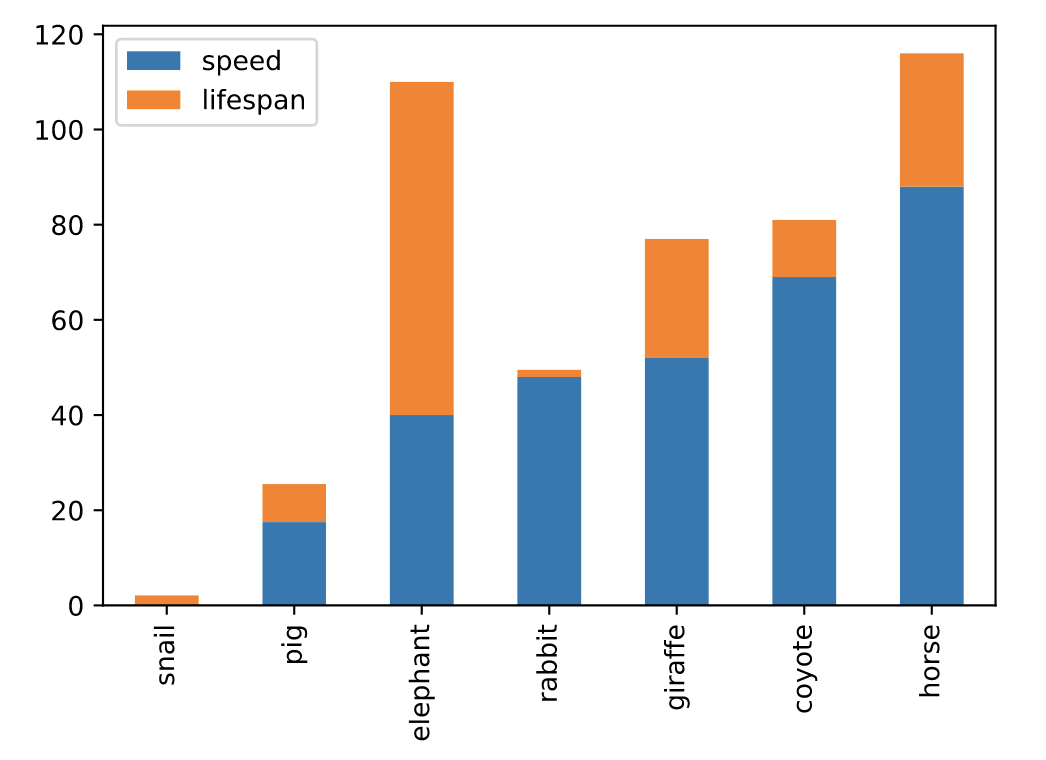 120
100
80
60
40
20
0
speed
lifespan
snail
pig
elephant
rabbit
giraffe
coyote
horse